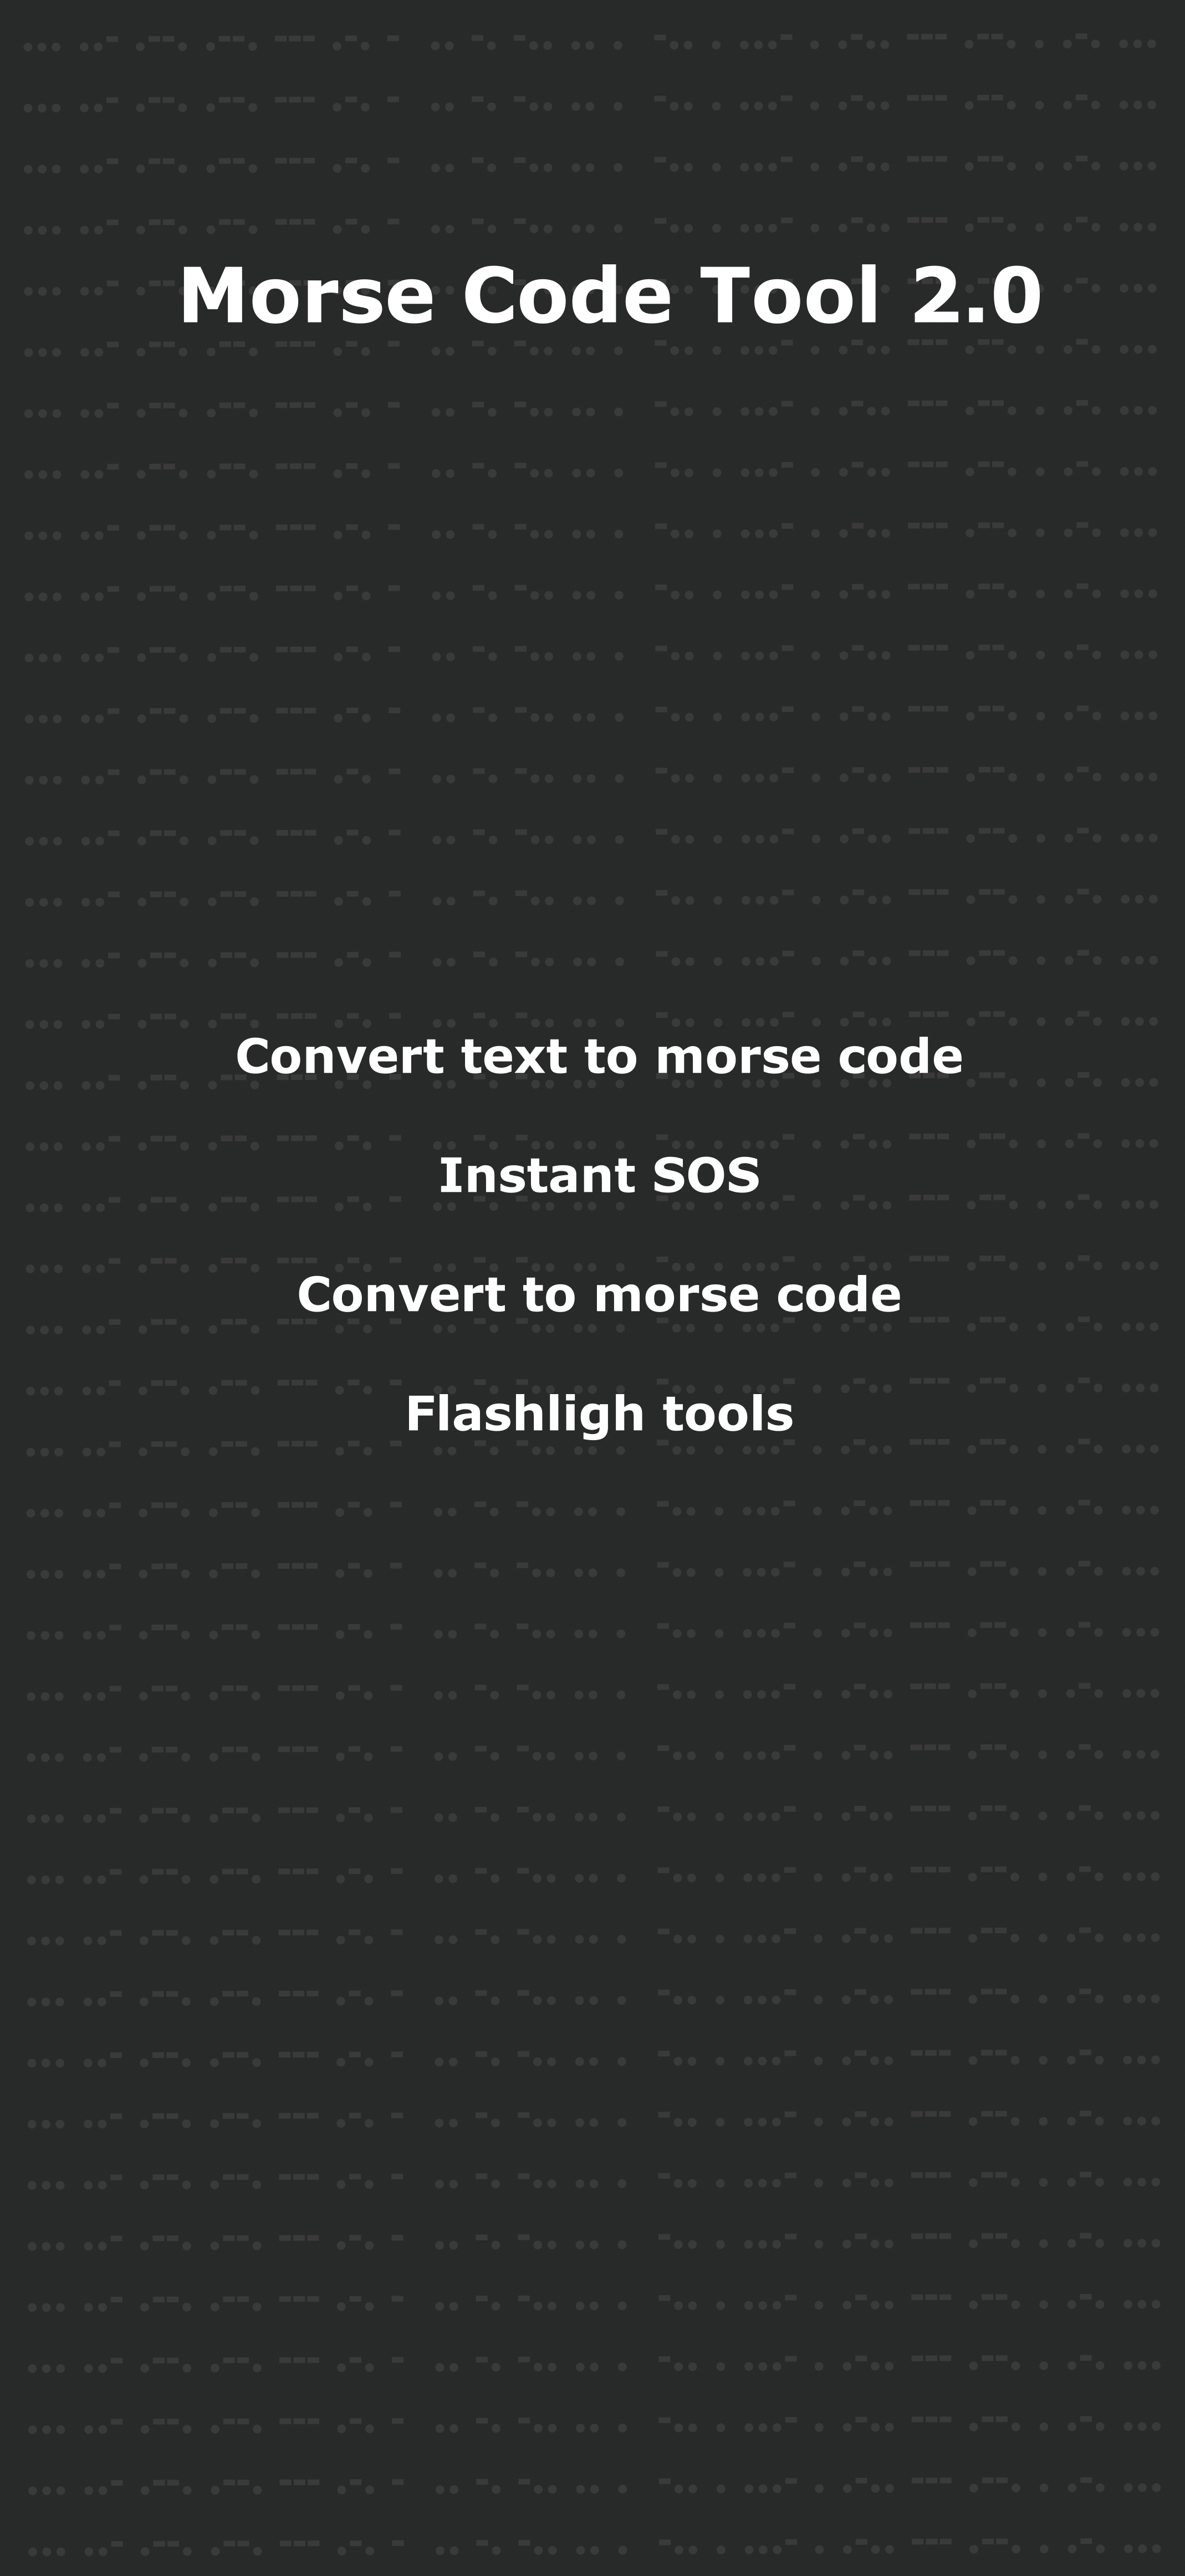 Morse Code Tool 2.0
Convert text to morse code
Instant SOS
Convert to morse code
Flashligh tools